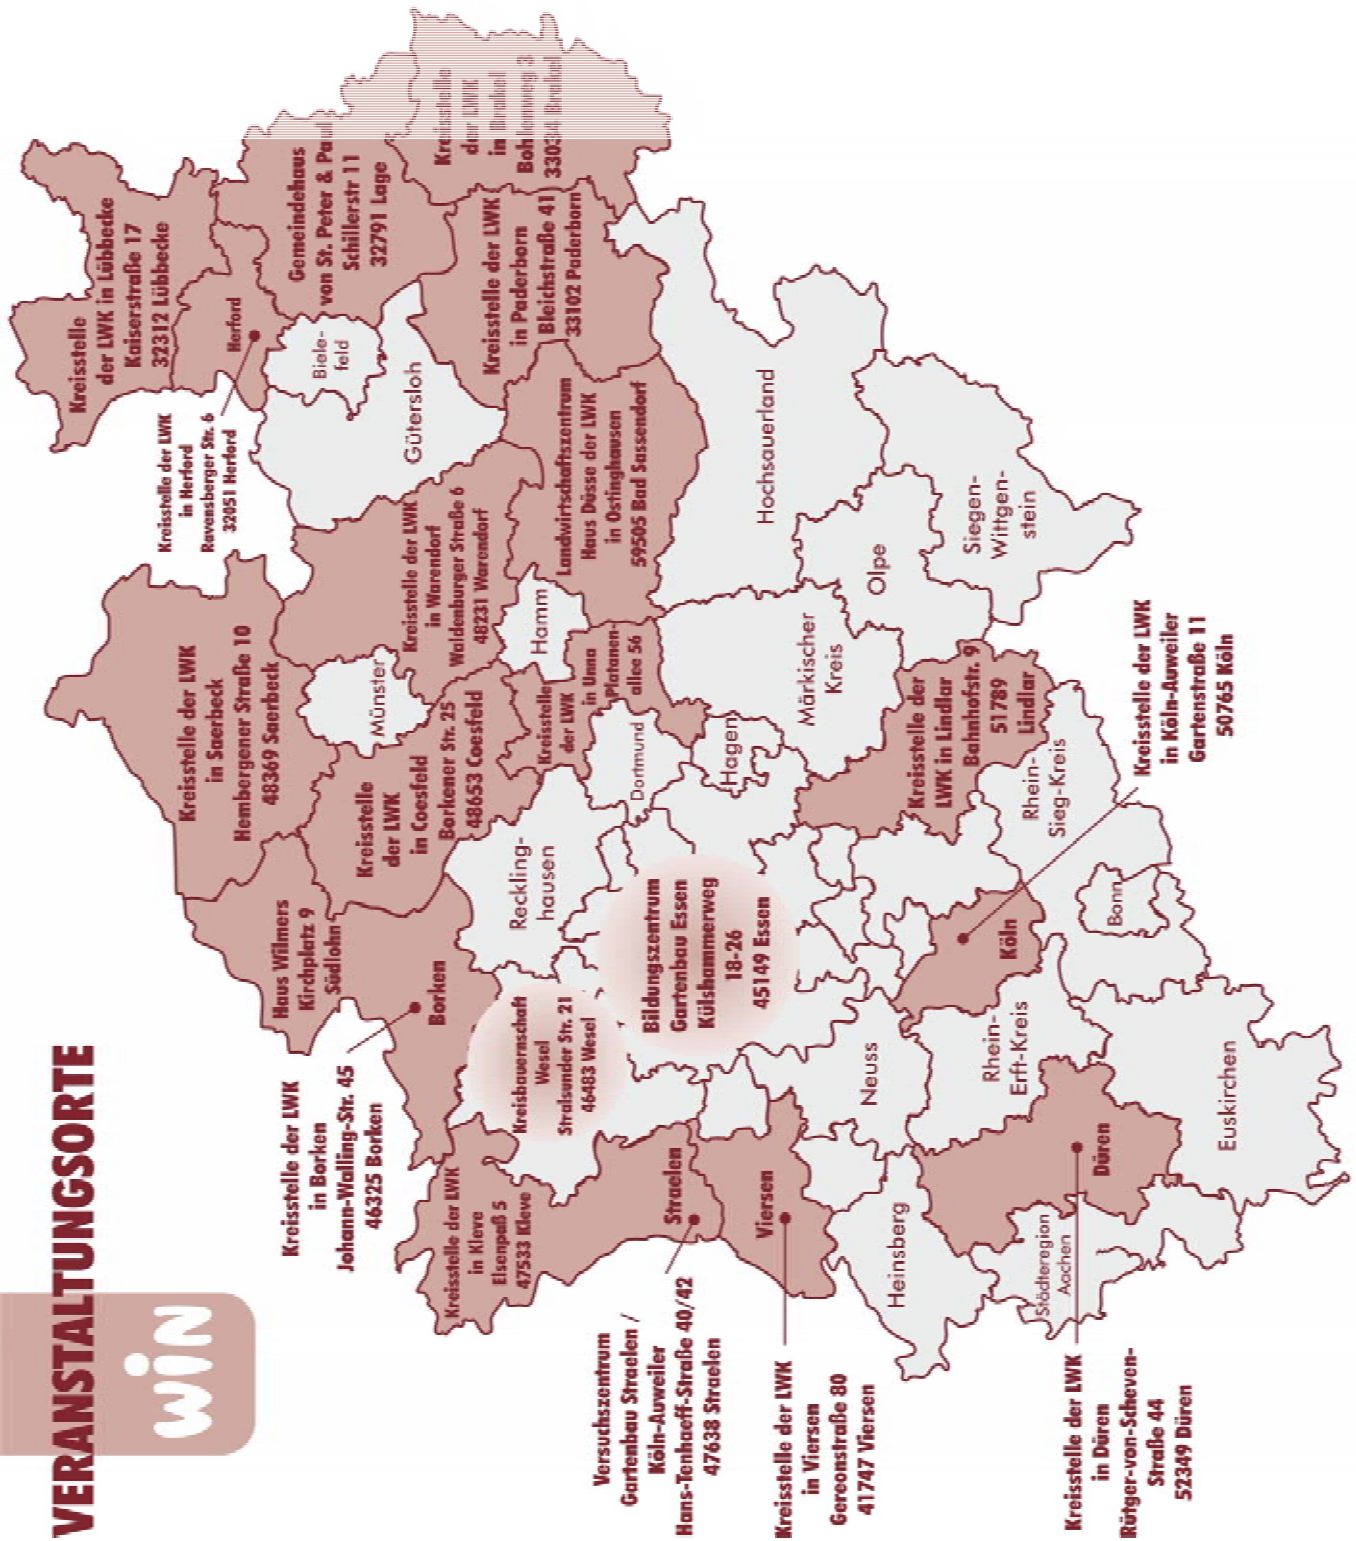 VERANSTALTUNGSORTE
WiN
Kreisstelle
der LWK in Lübbecke
Kaiserstraße 17
32312 Lübbecke
Herford
Kreisstelle der LWK
in Herford
Ravensberger Str. 6
32051 Herford
Gemeindehaus
von St. Peter & Paul
Schillerstr 11
32791 Lage
Kreisstelle
der LWK
in Brakel
Bohlenweg 3
33034 Brakel
Biele-
feld
Gütersloh
Kreisstelle der LWK
in Paderborn
Bleichstraße 41
33102 Paderborn
Kreisstelle der LWK
in Saerbeck
Hembergener Straße 10
48369 Saerbeck
Münster
Kreisstelle der LWK
in Warendorf
Waldenburger Straße 6
48231 Warendorf
Landwirtschaftszentrum
Haus Düsse der LWK
in Ostinghausen
59505 Bad Sassendorf
Hamm
Kreisstelle
der LWK
in Unna
Platanen-
allee 56
Kreisstelle
der LWK
in Coesfeld
Borkener Str. 25
48653 Coesfeld
Haus Wilmers
Kirchplatz 9
Südlohn
Borken
Kreisstelle der LWK
in Borken
Johann-Walling-Str. 45
46325 Borken
Reckling-
hausen
Dortmund
Hagen
Märkischer
Kreis
Hochsauerland
Olpe
Siegen-
Wittgen-
stein
Kreisbauernschaft
Wesel
Stralsunder Str. 21
46483 Wesel
Bildungszentrum
Gartenbau Essen
Külshammerweg
18-26
45149 Essen
Kreisstelle der LWK
in Kleve
Elsenpaß 5
47533 Kleve
Straelen
Versuchszentrum
Gartenbau Straelen /
Köln-Auweiler
Hans-Tenhaeff-Straße 40/42
47638 Straelen
Viersen
Kreisstelle der LWK
in Viersen
Gereonstraße 80
41747 Viersen
Neuss
Heinsberg
Kreisstelle der
LWK in Lindlar
Bahnhofstr. 9
51789
Lindlar
Rhein-
Sieg-Kreis
Köln
Kreisstelle der LWK
in Köln-Auweiler
Gartenstraße 11
50765 Köln
Bonn
Rhein-
Erft-Kreis
Düren
Kreisstelle der LWK
in Düren
Rütger-von-Scheven-
Straße 44
52349 Düren
Städteregion
Aachen
Euskirchen